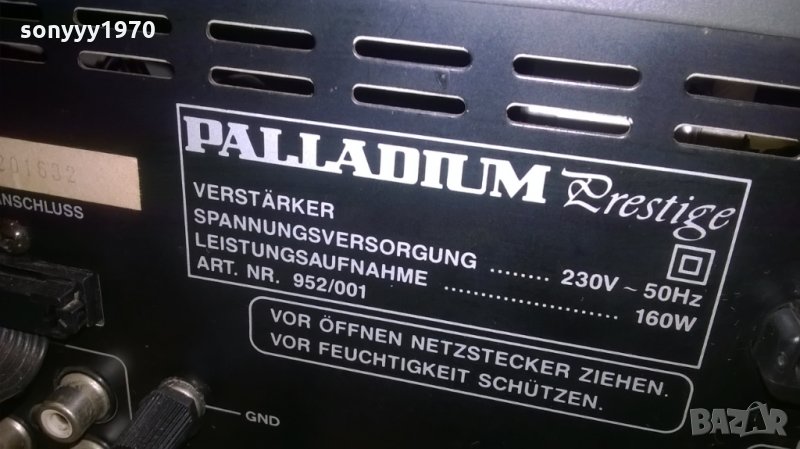 sonyyy1970
PALLADIUM Prestige
VERSTÄRKER
SPANNUNGSVERSORGUNG ........ 230V ~ 50Hz
LEISTUNGSAUFNAHME ...................... 160W
ART. NR. 952/001
VOR ÖFFNEN NETZSTECKER ZIEHEN.
VOR FEUCHTIGKEIT SCHÜTZEN.
201632
ANSCHLUSS
GND
BAZAR